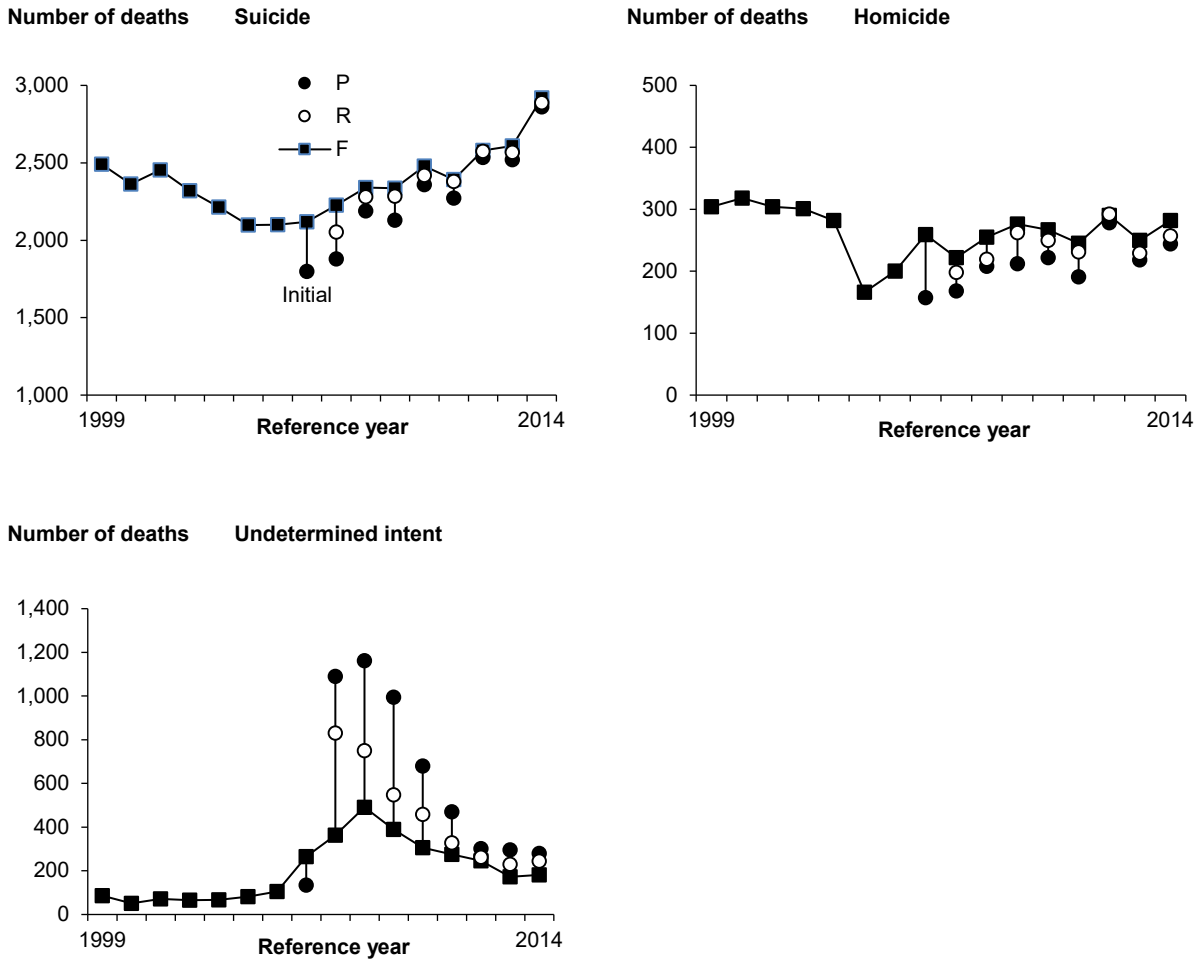 Number of deaths Suicide
3,000
2,500
2,000
1,500
1,000
P
R
F
Initial
1999
2014
Reference year
Number of deaths Homicide
500
400
300
200
100
0
1999
2014
Reference year
Number of deaths Undetermined intent
1,400
1,200
1,000
800
600
400
200
0
1999
2014
Reference year